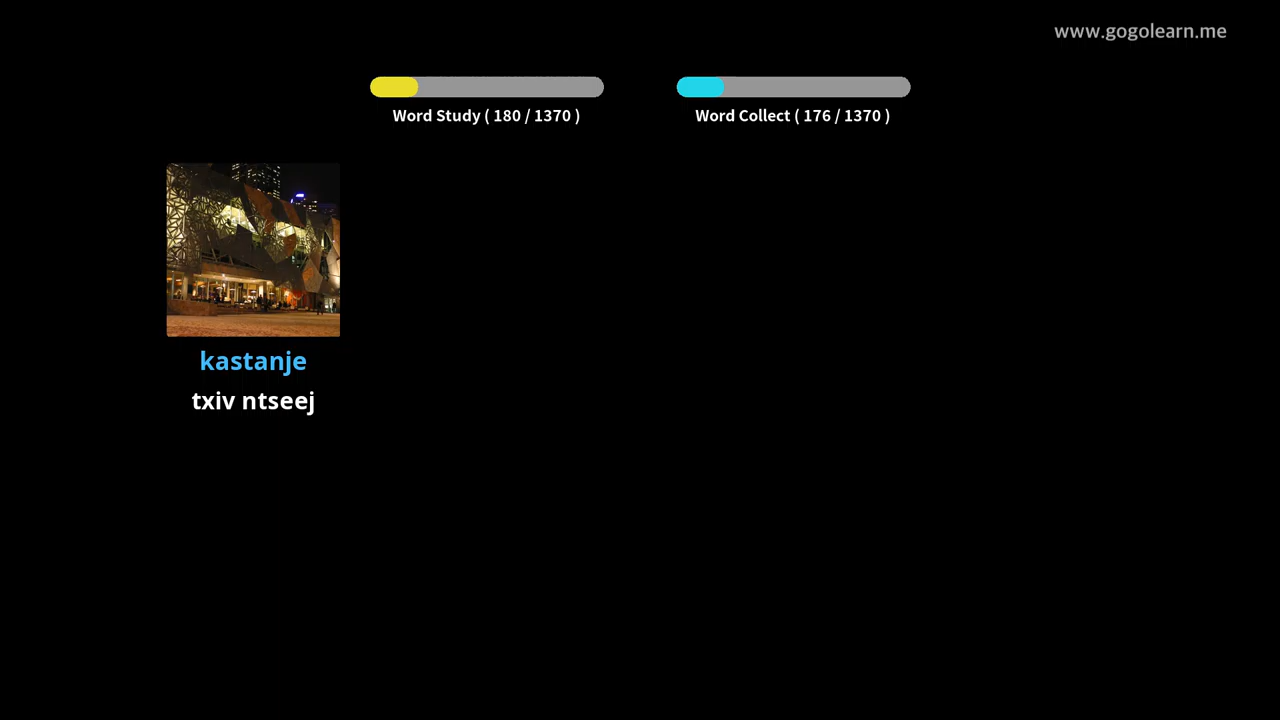 www.gogolearn.me
Word Study ( 180 / 1370 )
Word Collect ( 176 / 1370 )
kastanje
txiv ntseej